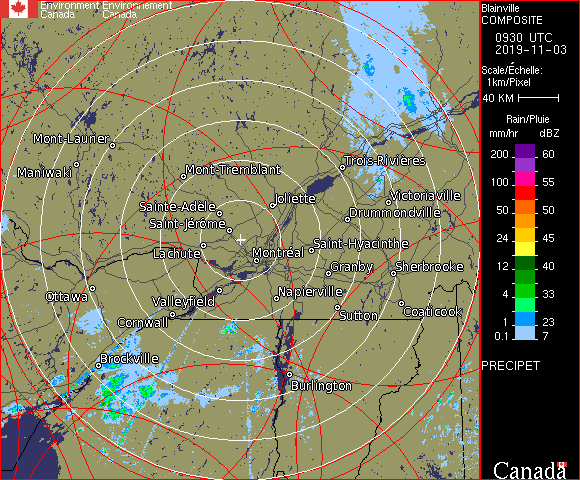 Environment Environnement
Canada Canada
Blainville
COMPOSITE
0930 UTC
2019-11-03
Scale/Échelle:
1km/Pixel
40 KM
Rain/Pluie
mm/hr dBZ
200 60
100 55
50 50
24 45
12 40
4 33
1 23
0.1 7
PRECIPET
Mont-Laurier
Maniwaki
Mont-Tremblant
Trois-Rivières
Joliette
Victoriaville
Sainte-Adèle
Drummondville
Saint-Jérôme
Lachute
Montréal
Saint-Hyacinthe
Granby
Sherbrooke
Ottawa
Valleyfield
Napierville
Cornwall
Sutton
Coaticook
Brockville
Burlington
Canada